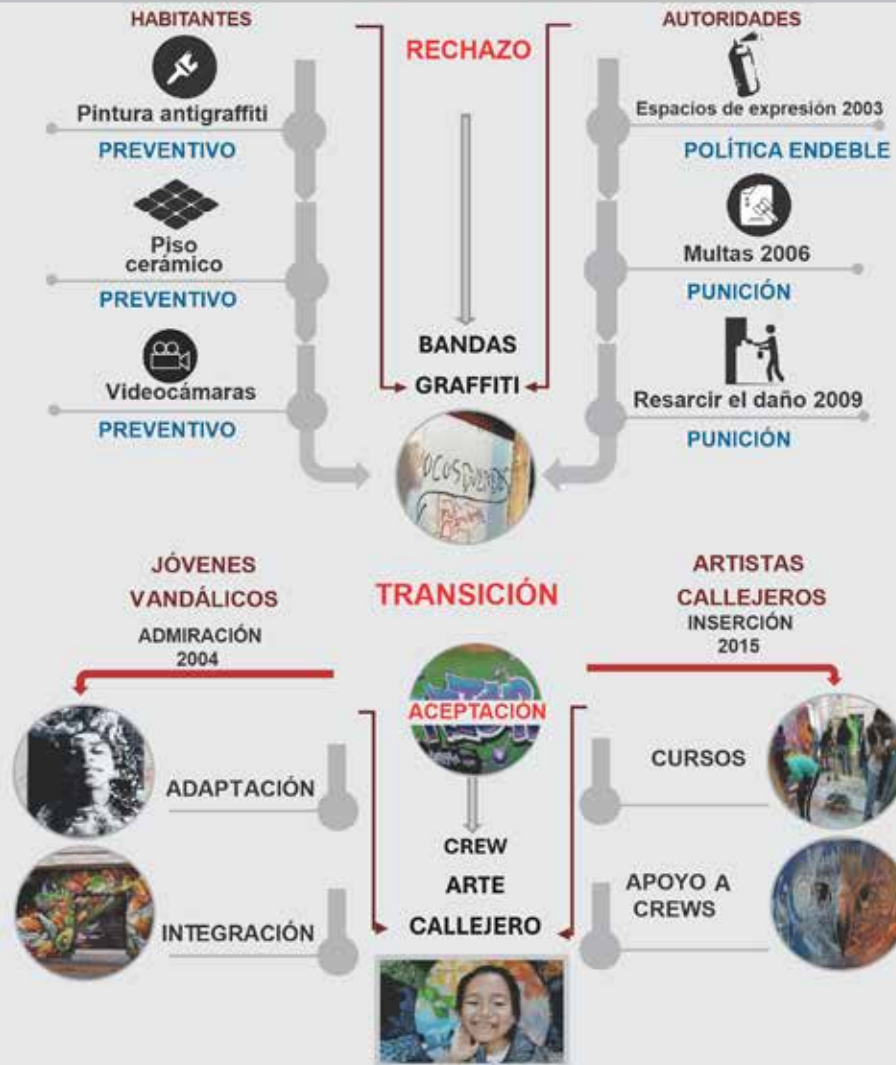 HABITANTES
RECHAZO
AUTORIDADES
Pintura antigraffiti
PREVENTIVO
Piso
cerámico
PREVENTIVO
Videocámaras
PREVENTIVO
Espacios de expresión 2003
POLÍTICA ENDEBLE
Multas 2006
PUNICIÓN
Resarcir el daño 2009
PUNICIÓN
BANDAS
GRAFFITI
JÓVENES
VANDÁLICOS
ADMIRACIÓN
2004
TRANSICIÓN
ARTISTAS
CALLEJEROS
INSERCIÓN
2015
ACEPTACIÓN
ADAPTACIÓN
INTEGRACIÓN
CREW
ARTE
CALLEJERO
CURSOS
APOYO A
CREWS